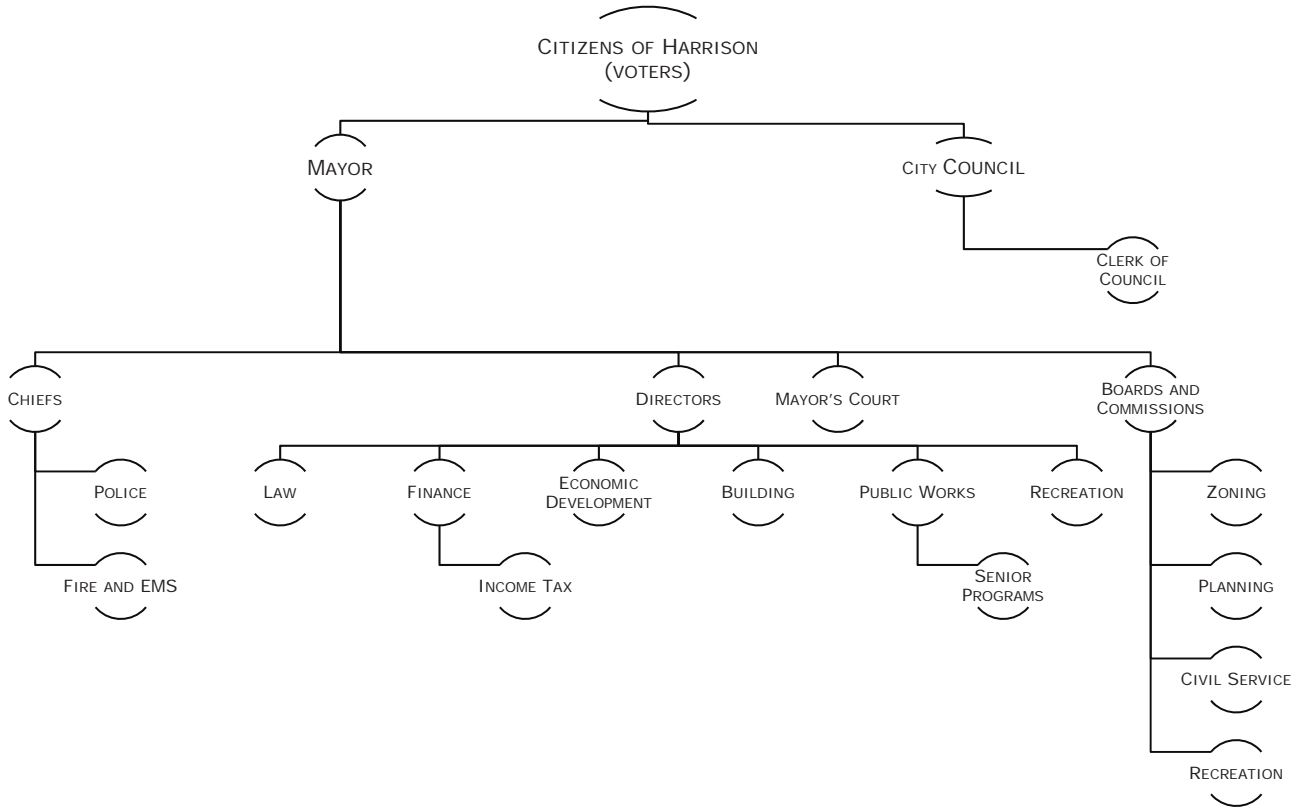 Citizens of Harrison
(voters)
Mayor
City Council
Clerk of
Council
Chiefs
Directors
Mayor's Court
Boards and
Commissions
Police
Law
Finance
Economic
Development
Building
Public Works
Recreation
Zoning
Fire and EMS
Income Tax
Senior
Programs
Planning
Civil Service
Recreation